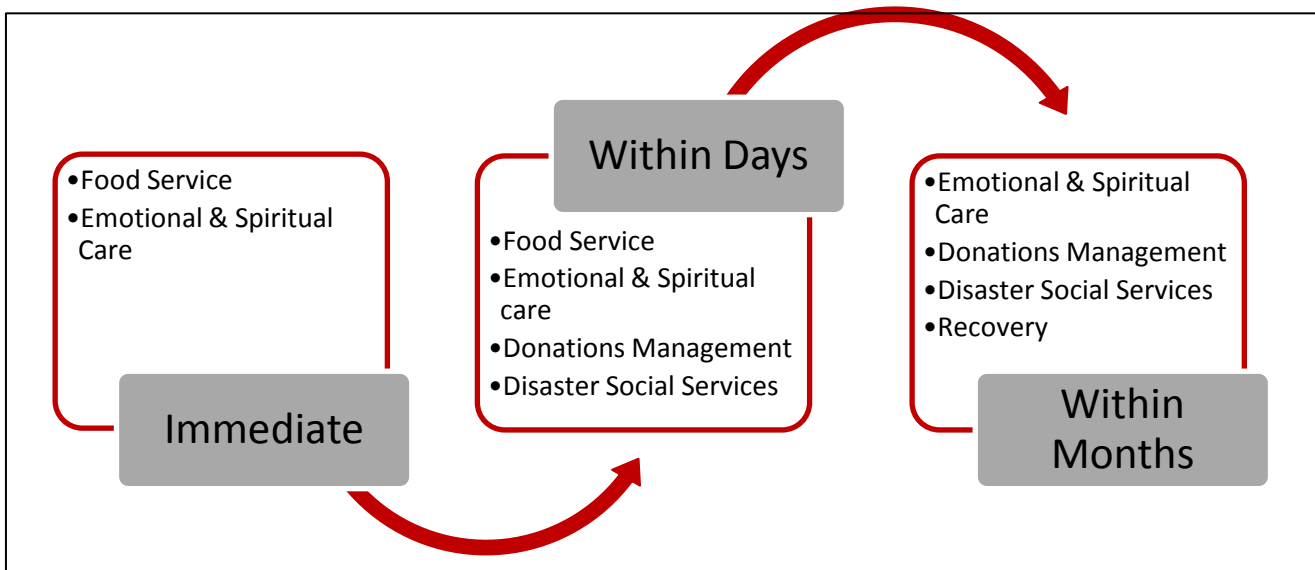 •Food Service
•Emotional & Spiritual
Care
Immediate
Within Days
•Food Service
•Emotional & Spiritual
care
•Donations Management
•Disaster Social Services
•Emotional & Spiritual
Care
•Donations Management
•Disaster Social Services
•Recovery
Within
Months